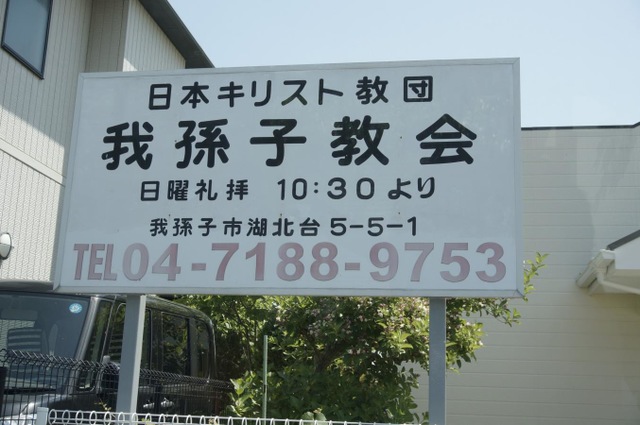 日本キリスト教団
我孫子教会
日曜礼拝 10:30より
我孫子市湖北台5-5-1
TEL04-7188-9753